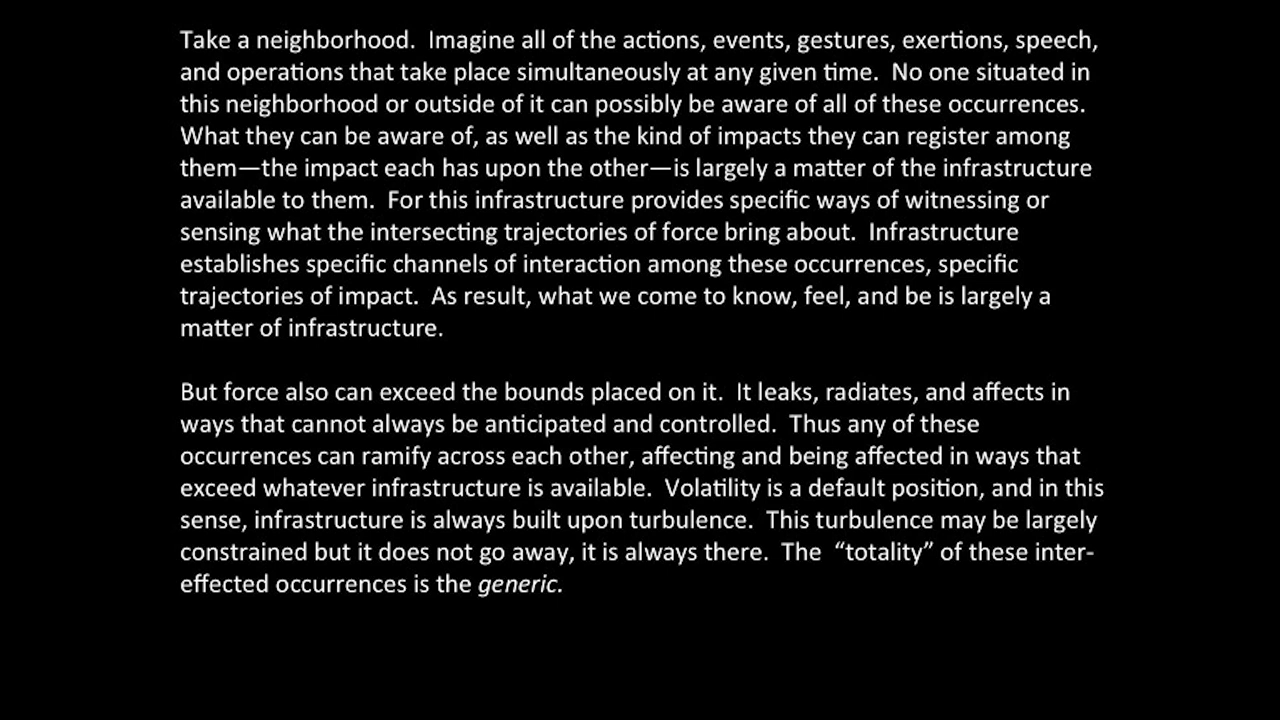 Take a neighborhood.  Imagine all of the actions, events, gestures, exertions, speech,
and operations that take place simultaneously at any given time.  No one situated in
this neighborhood or outside of it can possibly be aware of all of these occurrences.
What they can be aware of, as well as the kind of impacts they can register among
them—the impact each has upon the other—is largely a matter of the infrastructure
available to them.  For this infrastructure provides specific ways of witnessing or
sensing what the intersecting trajectories of force bring about.  Infrastructure
establishes specific channels of interaction among these occurrences, specific
trajectories of impact.  As result, what we come to know, feel, and be is largely a
matter of infrastructure.
But force also can exceed the bounds placed on it.  It leaks, radiates, and affects in
ways that cannot always be anticipated and controlled.  Thus any of these
occurrences can ramify across each other, affecting and being affected in ways that
exceed whatever infrastructure is available.  Volatility is a default position, and in this
sense, infrastructure is always built upon turbulence.  This turbulence may be largely
constrained but it does not go away, it is always there.  The  “totality” of these inter-
effected occurrences is the generic.